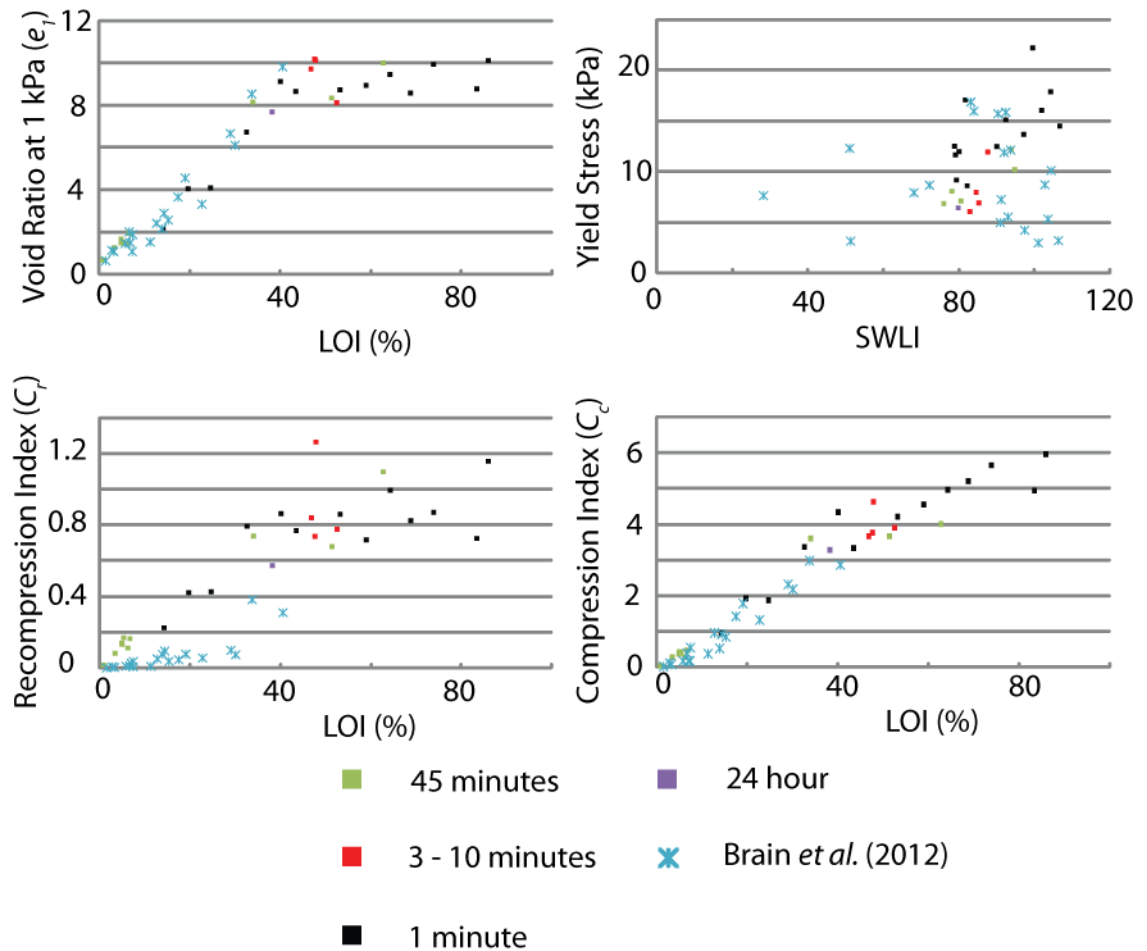 12
8
4
0
Void Ratio at 1 kPa (e1)
0 40 80
LOI (%)
20
10
0
Yield Stress (kPa)
0 40 80 120
SWLI
1.2
0.8
0.4
0
Recompression Index (Cr)
0 40 80
LOI (%)
6
4
2
0
Compression Index (Cc)
0 40 80
LOI (%)
45 minutes
24 hour
3 - 10 minutes
Brain et al. (2012)
1 minute